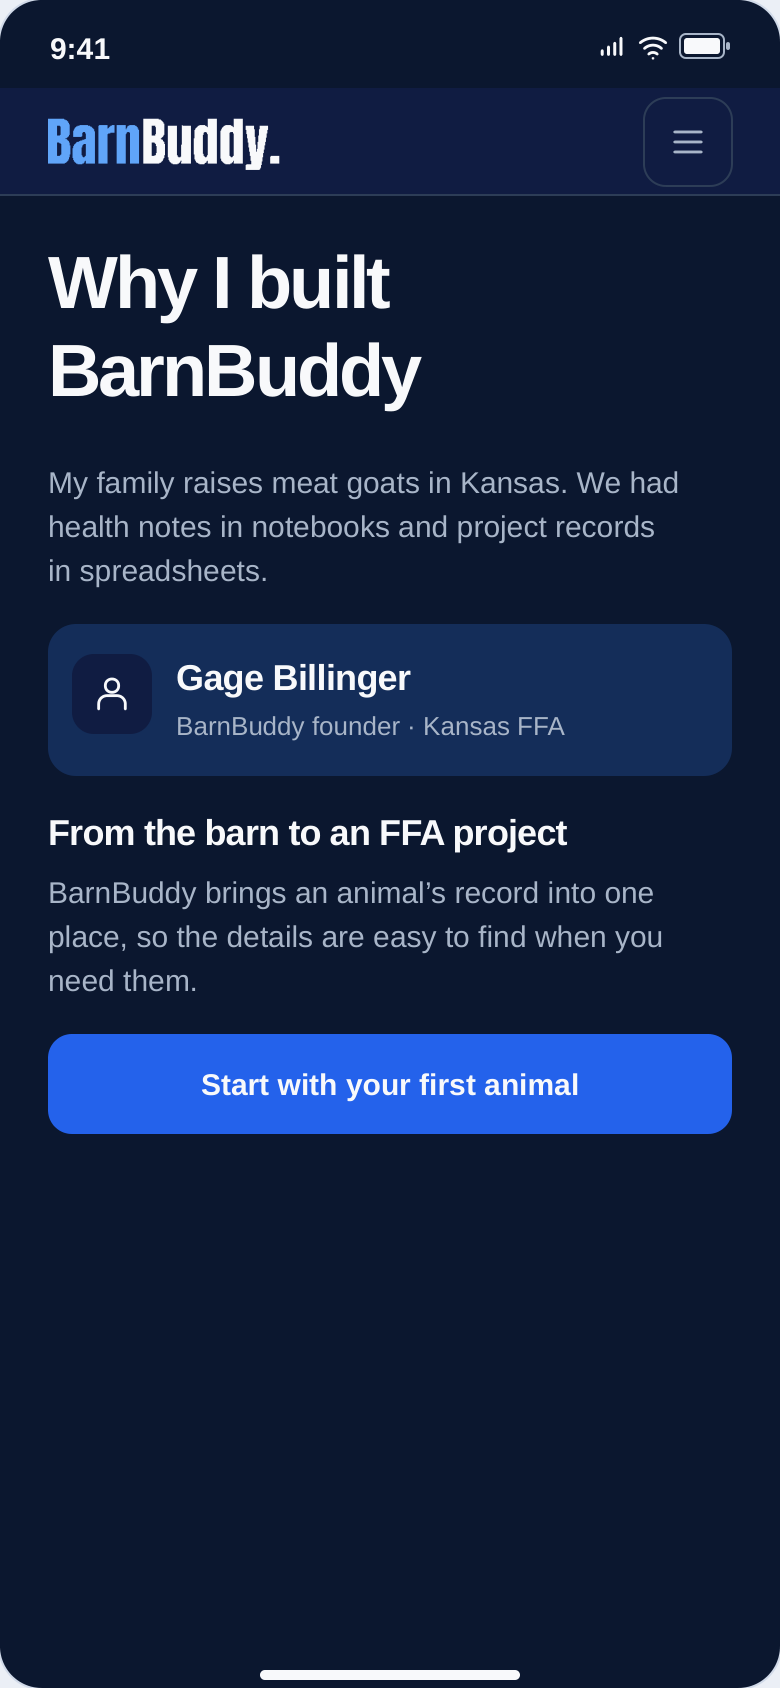 9:41
BarnBuddy.
Why I built
BarnBuddy
My family raises meat goats in Kansas. We had
health notes in notebooks and project records
in spreadsheets.
Gage Billinger
BarnBuddy founder · Kansas FFA
From the barn to an FFA project
BarnBuddy brings an animal’s record into one
place, so the details are easy to find when you
need them.
Start with your first animal